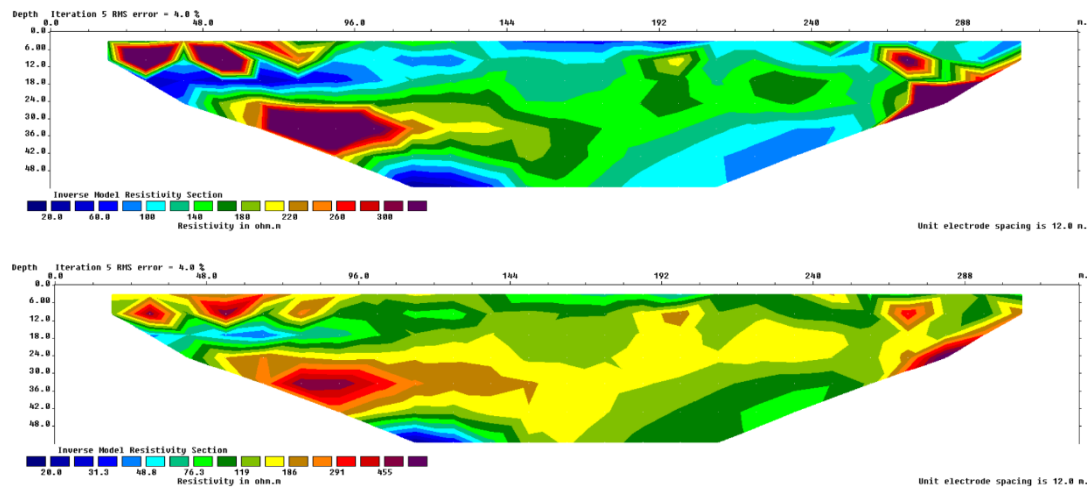 Depth Iteration 5 RMS error = 4.0 %
0.0 48.0 96.0 144 192 240 288 m.
0.0
6.00
12.0
18.0
24.0
30.0
36.0
42.0
48.0
Inverse Model Resistivity Section
20.0 60.0 100 140 180 220 260 300
Resistivity in ohm.m
Unit electrode spacing is 12.0 m.
Depth Iteration 5 RMS error = 4.0 %
0.0 48.0 96.0 144 192 240 288 m.
0.0
6.00
12.0
18.0
24.0
30.0
36.0
42.0
48.0
Inverse Model Resistivity Section
20.0 31.3 48.8 76.3 119 186 291 455
Resistivity in ohm.m
Unit electrode spacing is 12.0 m.